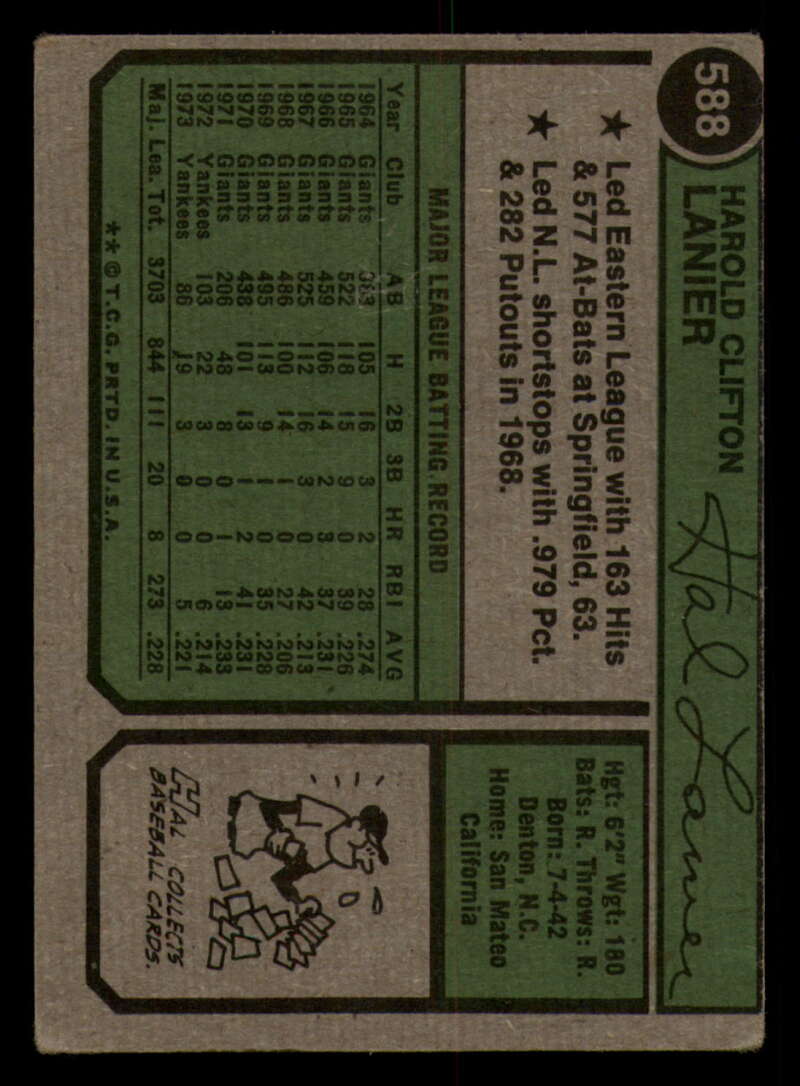 588
HAROLD CLIFTON
LANIER
Hal Lanier
★ Led Eastern League with 163 Hits
& 577 At-Bats at Springfield, 63.
★ Led N.L. shortstops with .979 Pct.
& 282 Putouts in 1968.
MAJOR LEAGUE BATTING RECORD
Year Club AB H 2B 3B HR RBI AVG
1964 Giants 383 105 16 3 2 28 .274
1965 Giants 522 118 15 9 0 39 .226
1966 Giants 459 106 14 2 3 37 .231
1967 Giants 525 112 16 3 0 42 .213
1968 Giants 486 100 14 1 0 27 .206
1969 Giants 495 113 9 1 0 35 .228
1970 Giants 438 101 13 1 2 41 .231
1971 Giants 206 48 8 0 1 13 .233
1972 Yankees 103 22 3 0 0 6 .214
1973 Yankees 86 19 3 0 0 5 .221
Maj. Lea. Tot. 3703 844 111 20 8 273 .228
**© T.C.G. PRTD. IN U.S.A.
Hgt: 6'2" Wgt: 180
Bats: R. Throws: R.
Born: 7-4-42
Denton, N.C.
Home: San Mateo
California
HAL COLLECTS
BASEBALL CARDS.